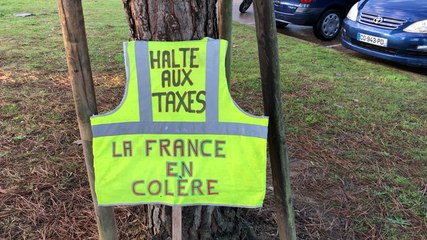 HALTE
AUX
TAXES
LA FRANCE
EN
COLÈRE